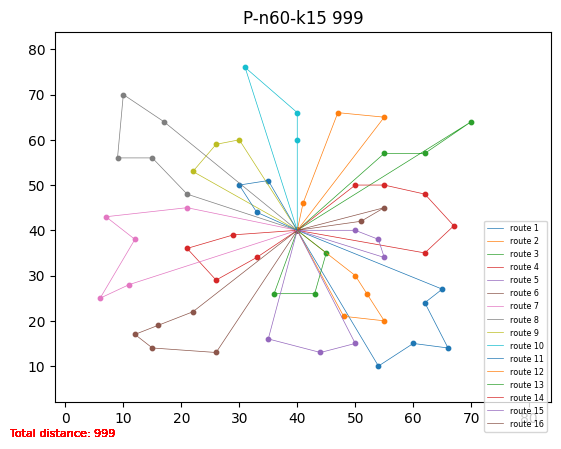 P-n60-k15 999
80
70
60
50
40
30
20
10
0
10
20
30
40
50
60
70
80
route 1
route 2
route 3
route 4
route 5
route 6
route 7
route 8
route 9
route 10
route 11
route 12
route 13
route 14
route 15
route 16
Total distance: 999